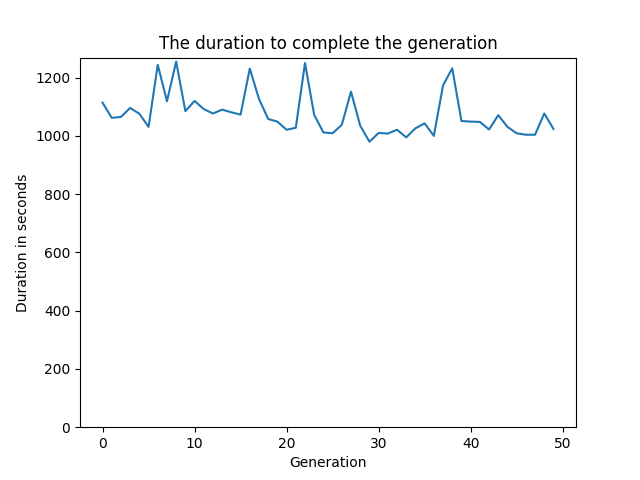 The duration to complete the generation
1200
1000
800
600
400
200
0
Duration in seconds
0 10 20 30 40 50
Generation